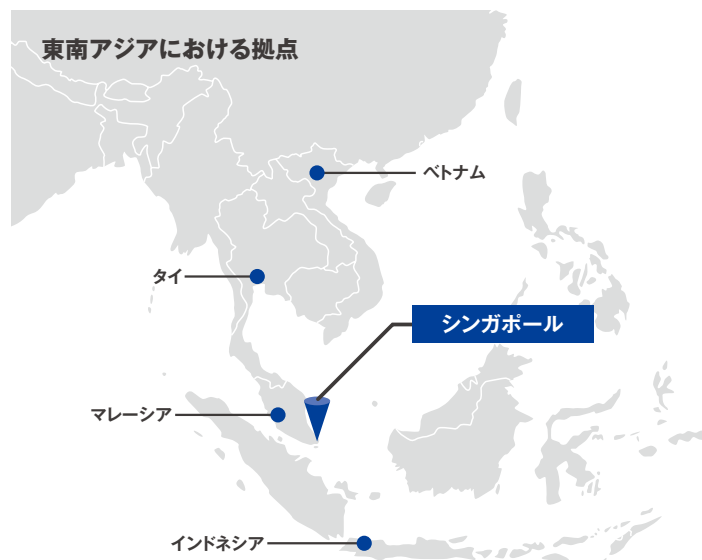 東南アジアにおける拠点
ベトナム
タイ
シンガポール
マレーシア
インドネシア